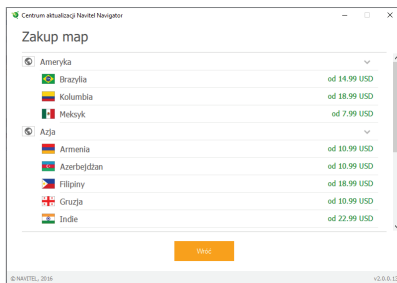 Centrum aktualizacji Navitel Navigator
Zakup map
Ameryka
Brazylia od 14.99 USD
Kolumbia od 18.99 USD
Meksyk od 7.99 USD
Azja
Armenia od 10.99 USD
Azerbejdżan od 10.99 USD
Filipiny od 18.99 USD
Gruzja od 10.99 USD
Indie od 22.99 USD
Wróć
© NAVITEL, 2016